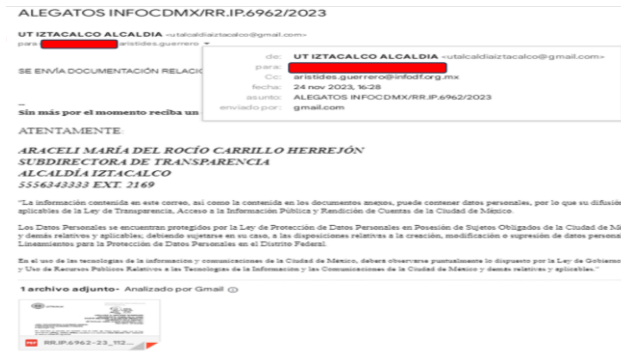 ALEGATOS INFOCDMX/RR.IP.6962/2023
UT IZTACALCO ALCALDIA <utalcaldiaiztacalco@gmail.com>
para aristides.guerrero
de: UT IZTACALCO ALCALDIA <utalcaldiaiztacalco@gmail.com>
para:
Cc: aristides.guerrero@infodf.org.mx
fecha: 24 nov 2023, 16:28
asunto: ALEGATOS INFOCDMX/RR.IP.6962/2023
enviado por: gmail.com
SE ENVÍA DOCUMENTACIÓN RELACIO
--
Sin más por el momento reciba un
ATENTAMENTE
ARACELI MARÍA DEL ROCÍO CARRILLO HERREJÓN
SUBDIRECTORA DE TRANSPARENCIA
ALCALDÍA IZTACALCO
5556543333 EXT. 2169
"La información contenida en este correo, así como la contenida en los documentos anexos, puede contener datos personales, por lo que su difusión
aplicables de la Ley de Transparencia, Acceso a la Información Pública y Rendición de Cuentas de la Ciudad de México.
Los Datos Personales se encuentran protegidos por la Ley de Protección de Datos Personales en Posesión de Sujetos Obligados de la Ciudad de Mé
y demás relativos y aplicables; debiendo sujetarse en su caso, a las disposiciones relativas a la creación, modificación o supresión de datos personal
Lineamientos para la Protección de Datos Personales en el Distrito Federal.
En el uso de las tecnologías de la información y comunicaciones de la Ciudad de México, deberá observarse puntualmente lo dispuesto por la Ley de Gobierno
y Uso de Recursos Públicos Relativos a las Tecnologías de la Información y las Comunicaciones de la Ciudad de México y demás relativos y aplicables."
1 archivo adjunto • Analizado por Gmail
PDF RR.IP.6962-23_112...